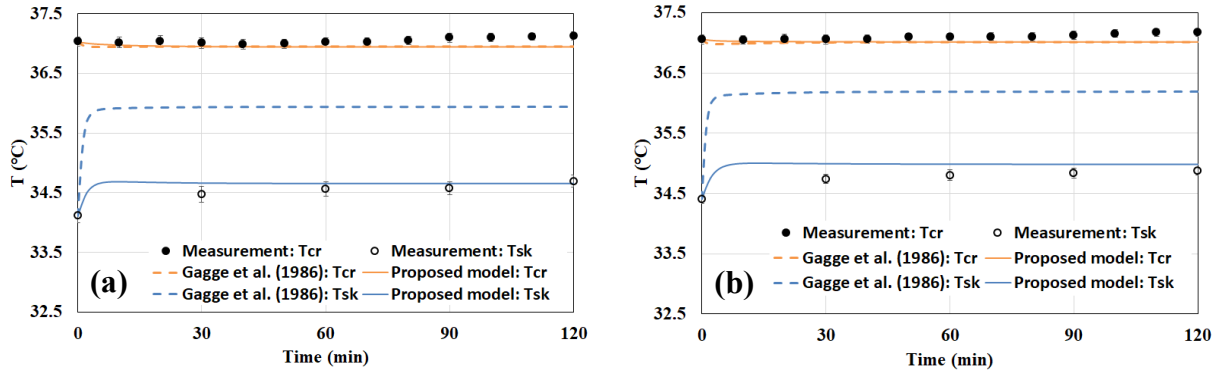 37.5
36.5
35.5
34.5
33.5
32.5
T (℃)
Measurement: Tcr
Measurement: Tsk
Gagge et al. (1986): Tcr
Proposed model: Tcr
Gagge et al. (1986): Tsk
Proposed model: Tsk
(a)
0 30 60 90 120
Time (min)
37.5
36.5
35.5
34.5
33.5
32.5
T (℃)
Measurement: Tcr
Measurement: Tsk
Gagge et al. (1986): Tcr
Proposed model: Tcr
Gagge et al. (1986): Tsk
Proposed model: Tsk
(b)
0 30 60 90 120
Time (min)